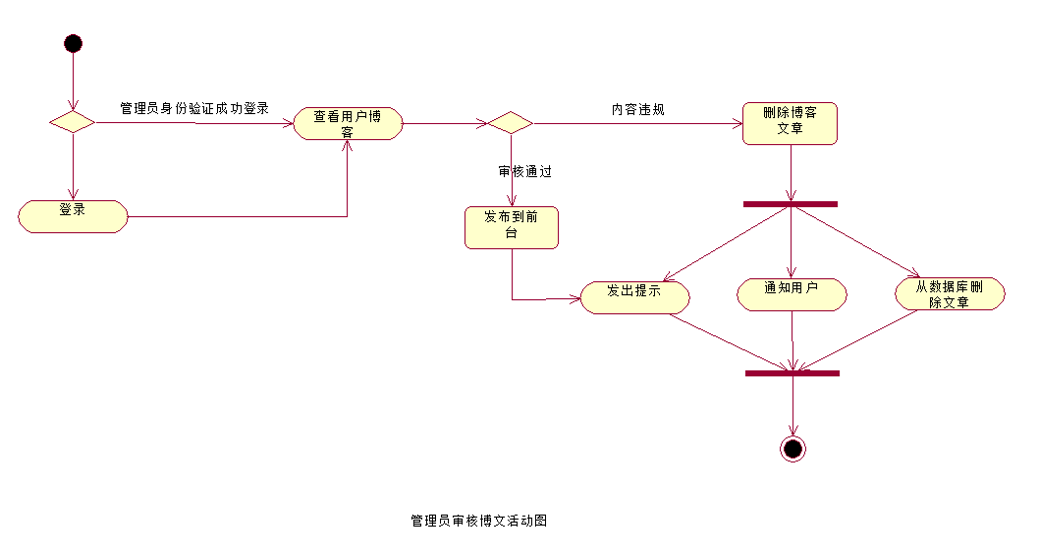 管理员身份验证成功登录
查看用户博
客
内容违规
删除博客
文章
审核通过
登录
发布到前
台
发出提示
通知用户
从数据库删
除文章
管理员审核博文活动图